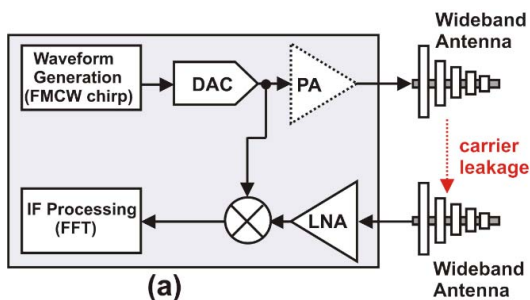 Waveform
Generation
(FMCW chirp)
DAC
PA
Wideband
Antenna
carrier
leakage
IF Processing
(FFT)
LNA
Wideband
Antenna
(a)